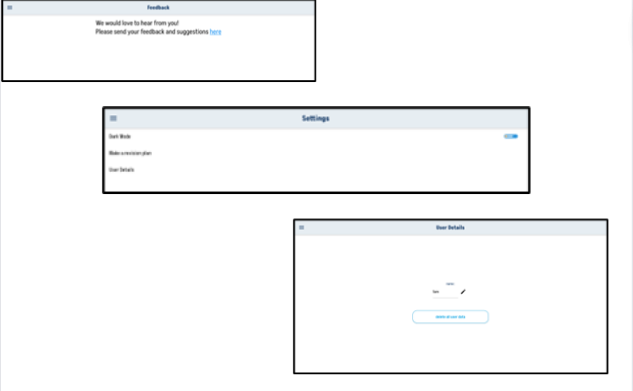 Feedback
We would love to hear from you!
Please send your feedback and suggestions here
Settings
Dark Mode
Make a revision plan
User Details
User Details